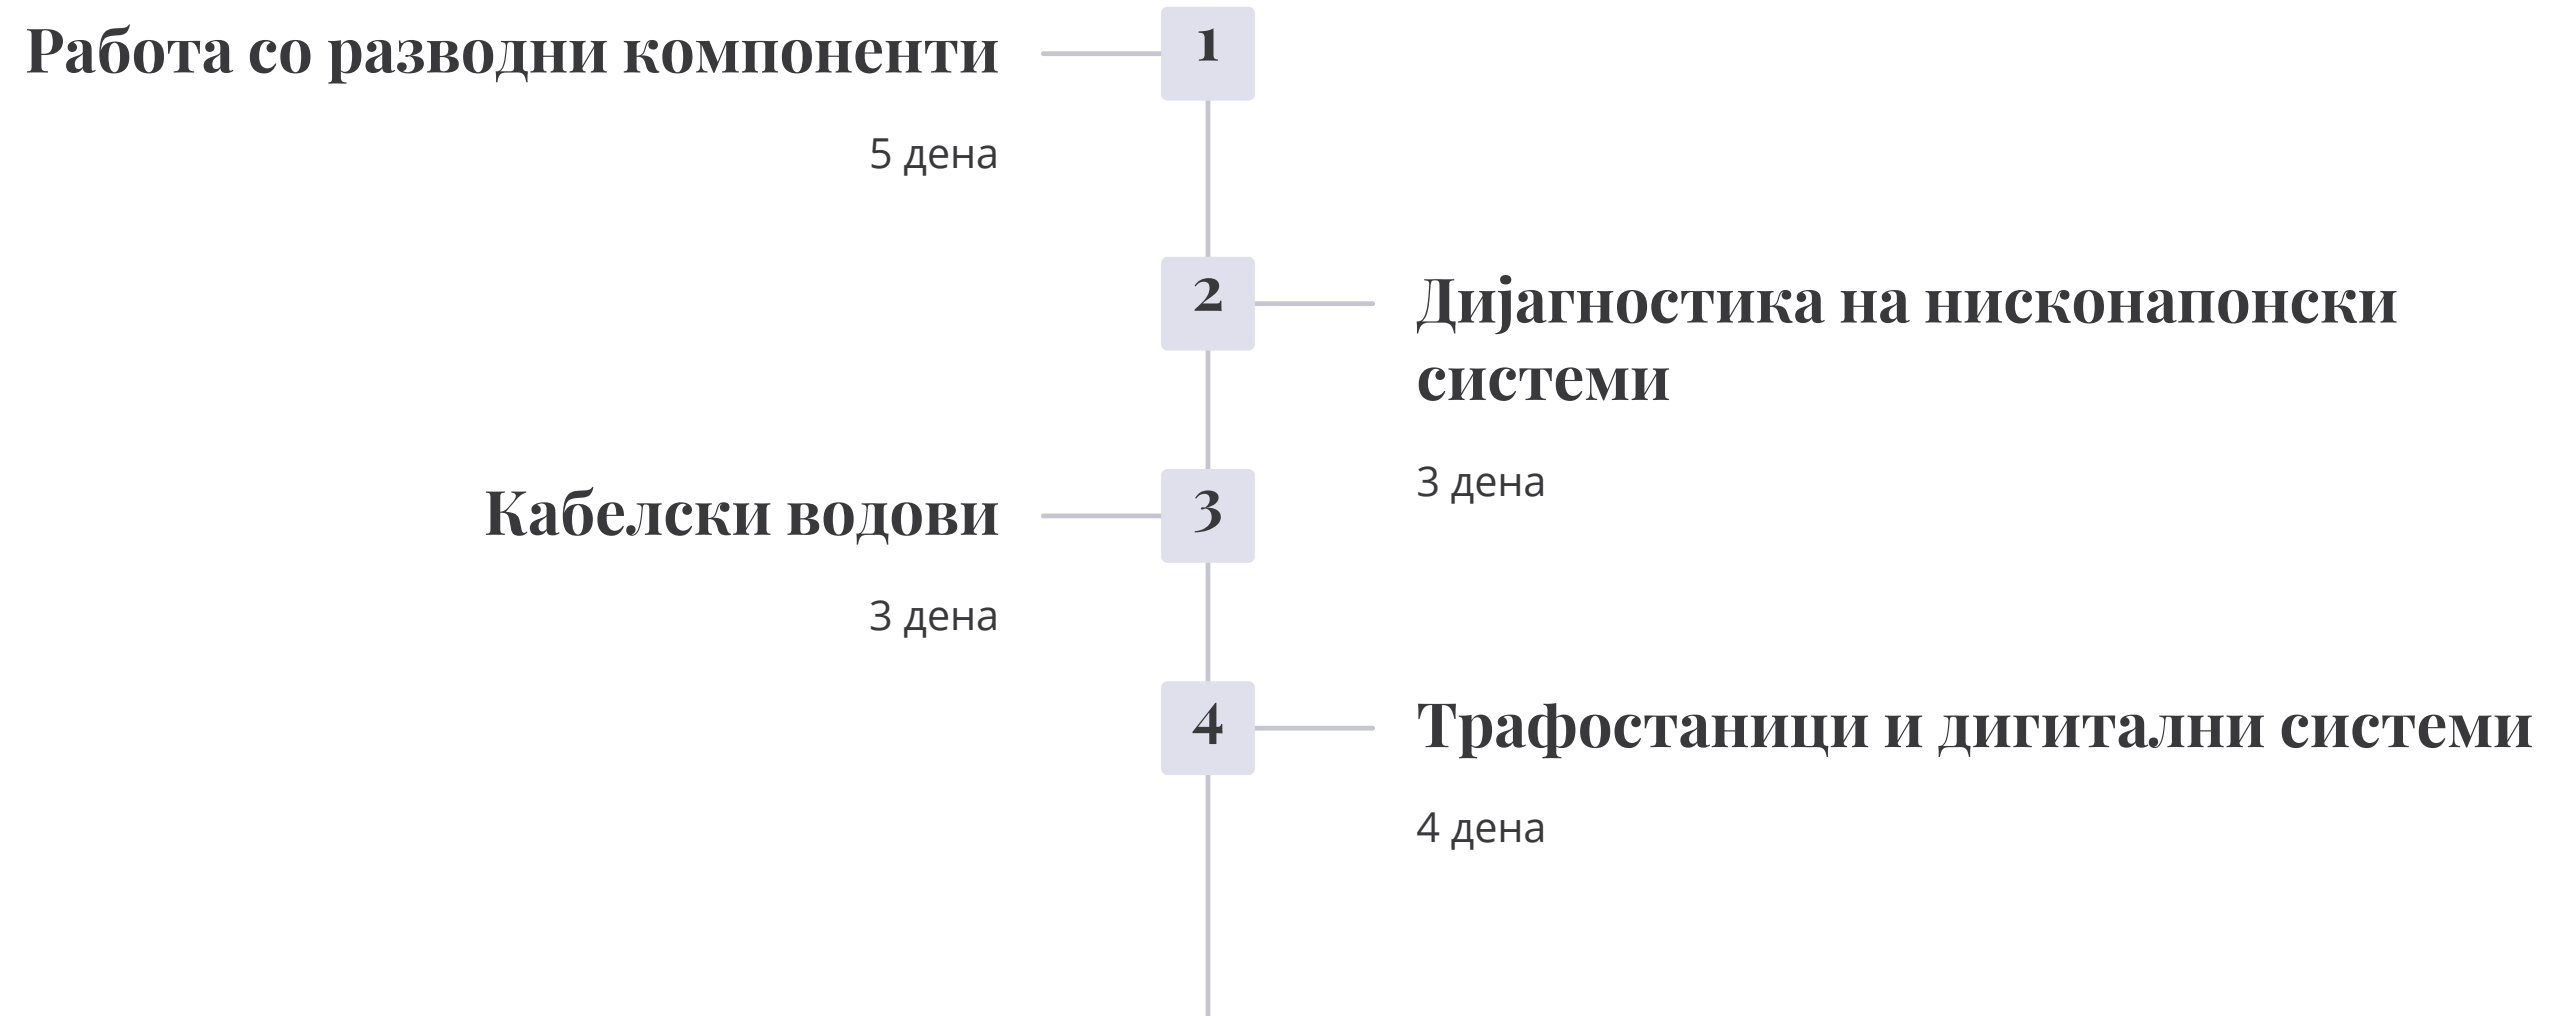 Работа со разводни компоненти
1
5 дена
2
Дијагностика на нисконапонски
системи
3 дена
Кабелски водови
3
3 дена
4
Трафостаници и дигитални системи
4 дена